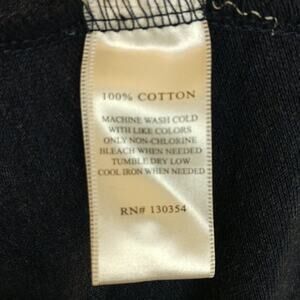 100% COTTON
MACHINE WASH COLD
WITH LIKE COLORS
ONLY NON-CHLORINE
BLEACH WHEN NEEDED
TUMBLE DRY LOW
COOL IRON WHEN NEEDED
RN# 130354